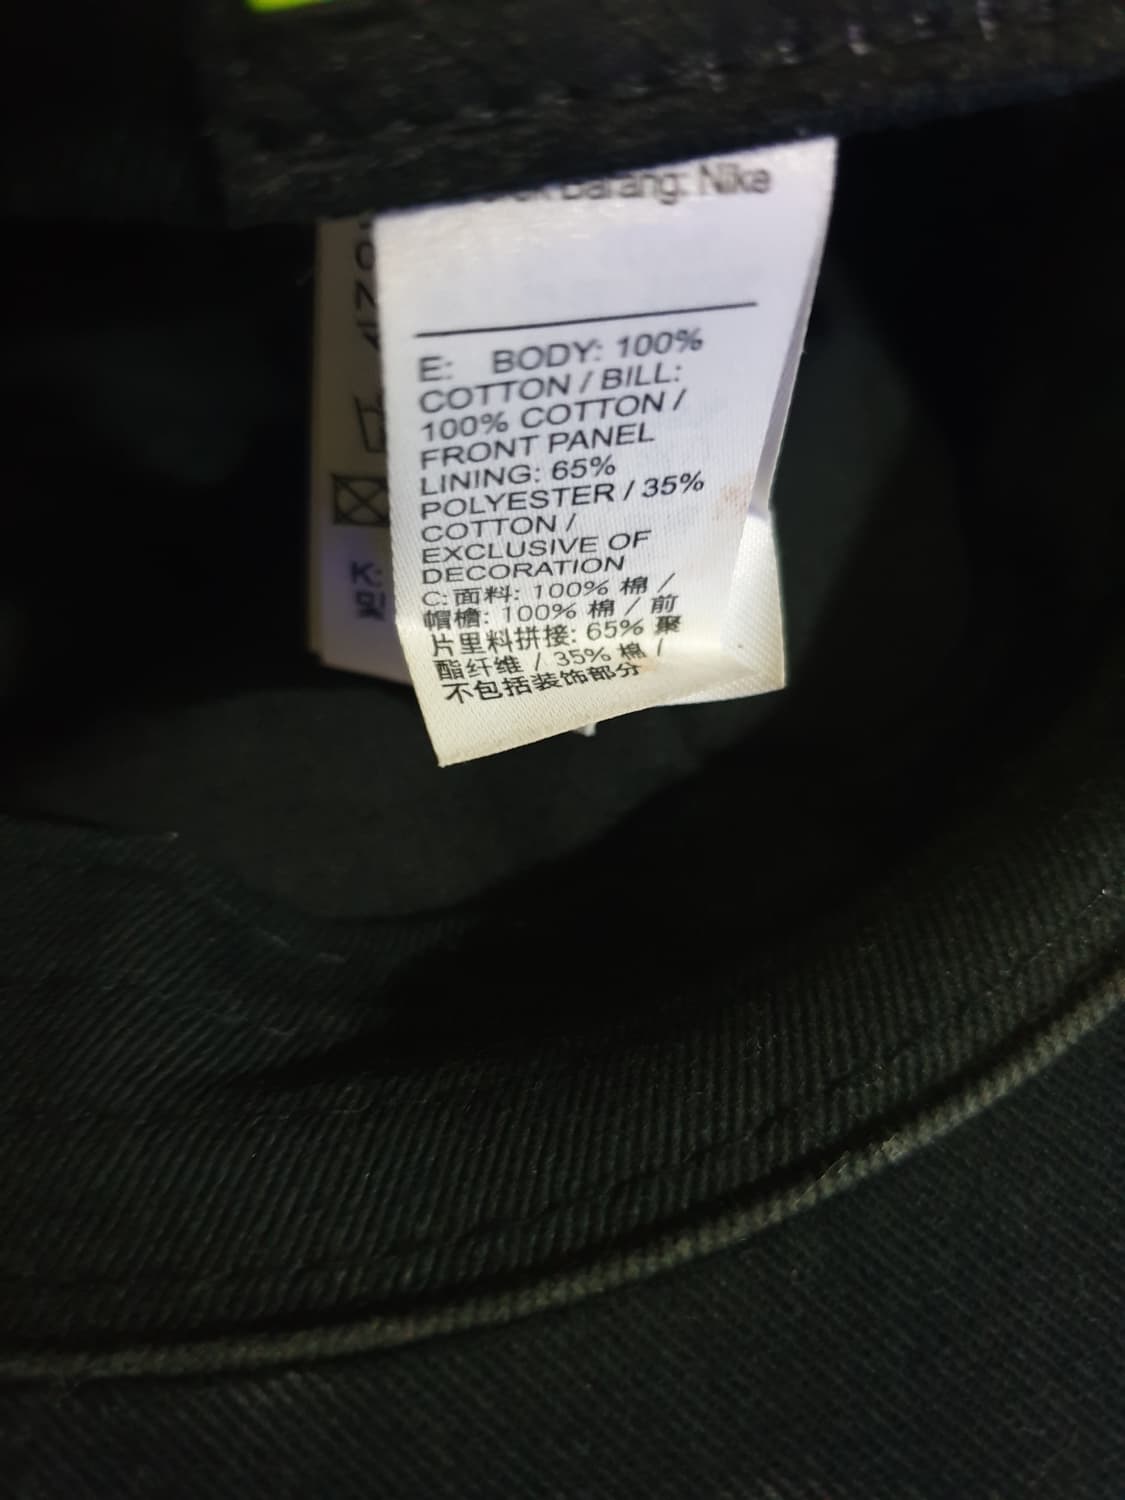 Barang: Nike
E: BODY: 100%
COTTON / BILL:
100% COTTON /
FRONT PANEL
LINING: 65%
POLYESTER / 35%
COTTON /
EXCLUSIVE OF
DECORATION
C: 面料: 100% 棉 /
帽檐: 100% 棉 / 前
片里料拼接: 65% 聚
酯纤维 / 35% 棉 /
不包括装饰部分
K: